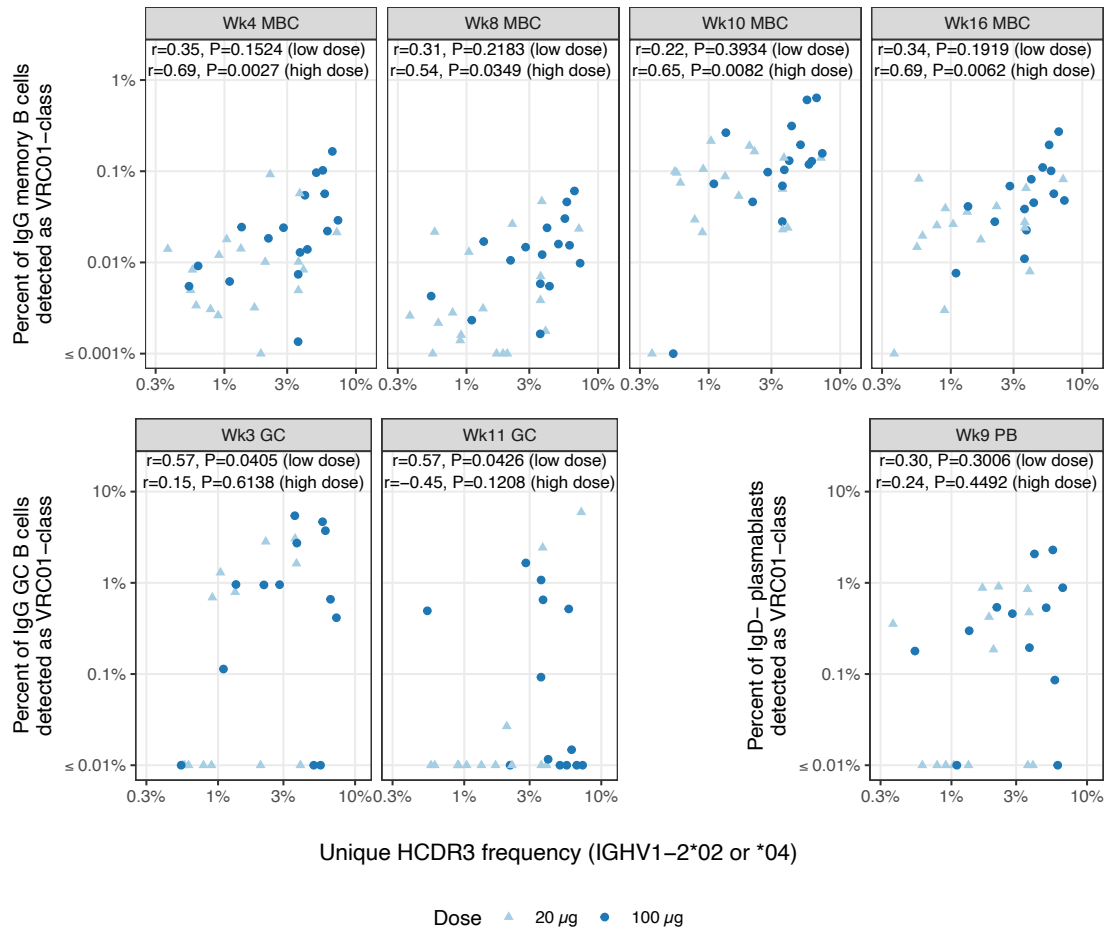 Wk4 MBC
Wk8 MBC
Wk10 MBC
Wk16 MBC
r=0.35, P=0.1524 (low dose)
r=0.69, P=0.0027 (high dose)
r=0.31, P=0.2183 (low dose)
r=0.54, P=0.0349 (high dose)
r=0.22, P=0.3934 (low dose)
r=0.65, P=0.0082 (high dose)
r=0.34, P=0.1919 (low dose)
r=0.69, P=0.0062 (high dose)
Percent of IgG memory B cells
detected as VRC01−class
1%
0.1%
0.01%
≤ 0.001%
0.3% 1% 3% 10%
0.3% 1% 3% 10%
0.3% 1% 3% 10%
0.3% 1% 3% 10%
Wk3 GC
Wk11 GC
Wk9 PB
r=0.57, P=0.0405 (low dose)
r=0.15, P=0.6138 (high dose)
r=0.57, P=0.0426 (low dose)
r=−0.45, P=0.1208 (high dose)
r=0.30, P=0.3006 (low dose)
r=0.24, P=0.4492 (high dose)
Percent of IgG GC B cells
detected as VRC01−class
10%
1%
0.1%
≤ 0.01%
Percent of IgD− plasmablasts
detected as VRC01−class
10%
1%
0.1%
≤ 0.01%
0.3% 1% 3% 10%
0.3% 1% 3% 10%
0.3% 1% 3% 10%
Unique HCDR3 frequency (IGHV1−2*02 or *04)
Dose 20 µg 100 µg